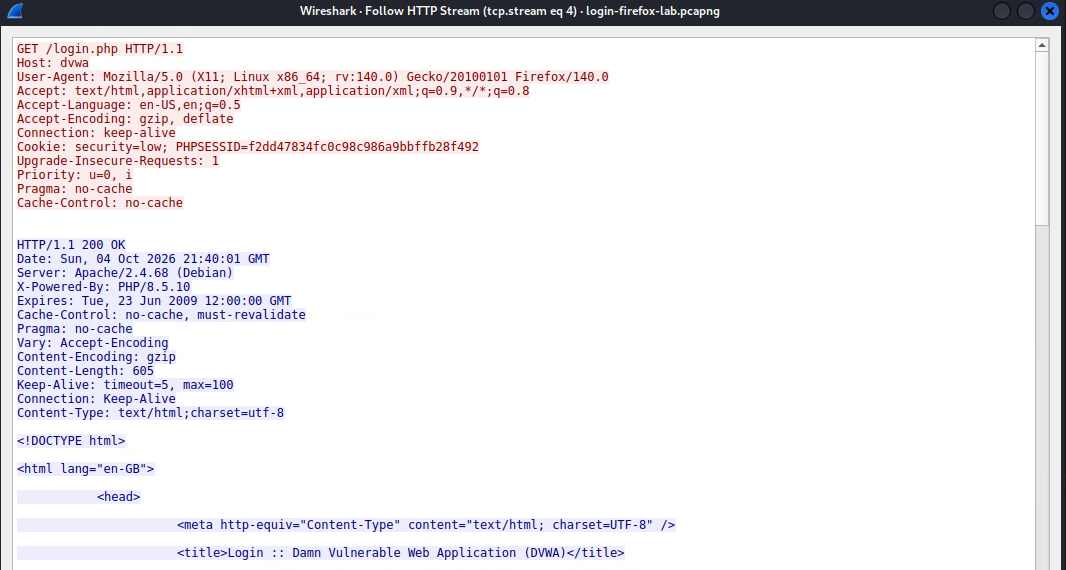 Wireshark · Follow HTTP Stream (tcp.stream eq 4) · login-firefox-lab.pcapng
GET /login.php HTTP/1.1
Host: dvwa
User-Agent: Mozilla/5.0 (X11; Linux x86_64; rv:140.0) Gecko/20100101 Firefox/140.0
Accept: text/html,application/xhtml+xml,application/xml;q=0.9,*/*;q=0.8
Accept-Language: en-US,en;q=0.5
Accept-Encoding: gzip, deflate
Connection: keep-alive
Cookie: security=low; PHPSESSID=f2dd47834fc0c98c986a9bbffb28f492
Upgrade-Insecure-Requests: 1
Priority: u=0, i
Pragma: no-cache
Cache-Control: no-cache
HTTP/1.1 200 OK
Date: Sun, 04 Oct 2026 21:40:01 GMT
Server: Apache/2.4.68 (Debian)
X-Powered-By: PHP/8.5.10
Expires: Tue, 23 Jun 2009 12:00:00 GMT
Cache-Control: no-cache, must-revalidate
Pragma: no-cache
Vary: Accept-Encoding
Content-Encoding: gzip
Content-Length: 605
Keep-Alive: timeout=5, max=100
Connection: Keep-Alive
Content-Type: text/html;charset=utf-8
<!DOCTYPE html>
<html lang="en-GB">
<head>
<meta http-equiv="Content-Type" content="text/html; charset=UTF-8" />
<title>Login :: Damn Vulnerable Web Application (DVWA)</title>